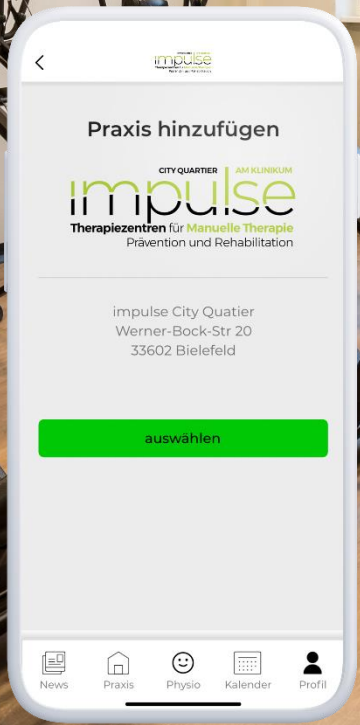 impulse
Praxis hinzufügen
CITY QUARTIER AM KLINIKUM
impulse
Therapiezentren für Manuelle Therapie
Prävention und Rehabilitation
impulse City Quatier
Werner-Bock-Str 20
33602 Bielefeld
auswählen
News Praxis Physio Kalender Profil